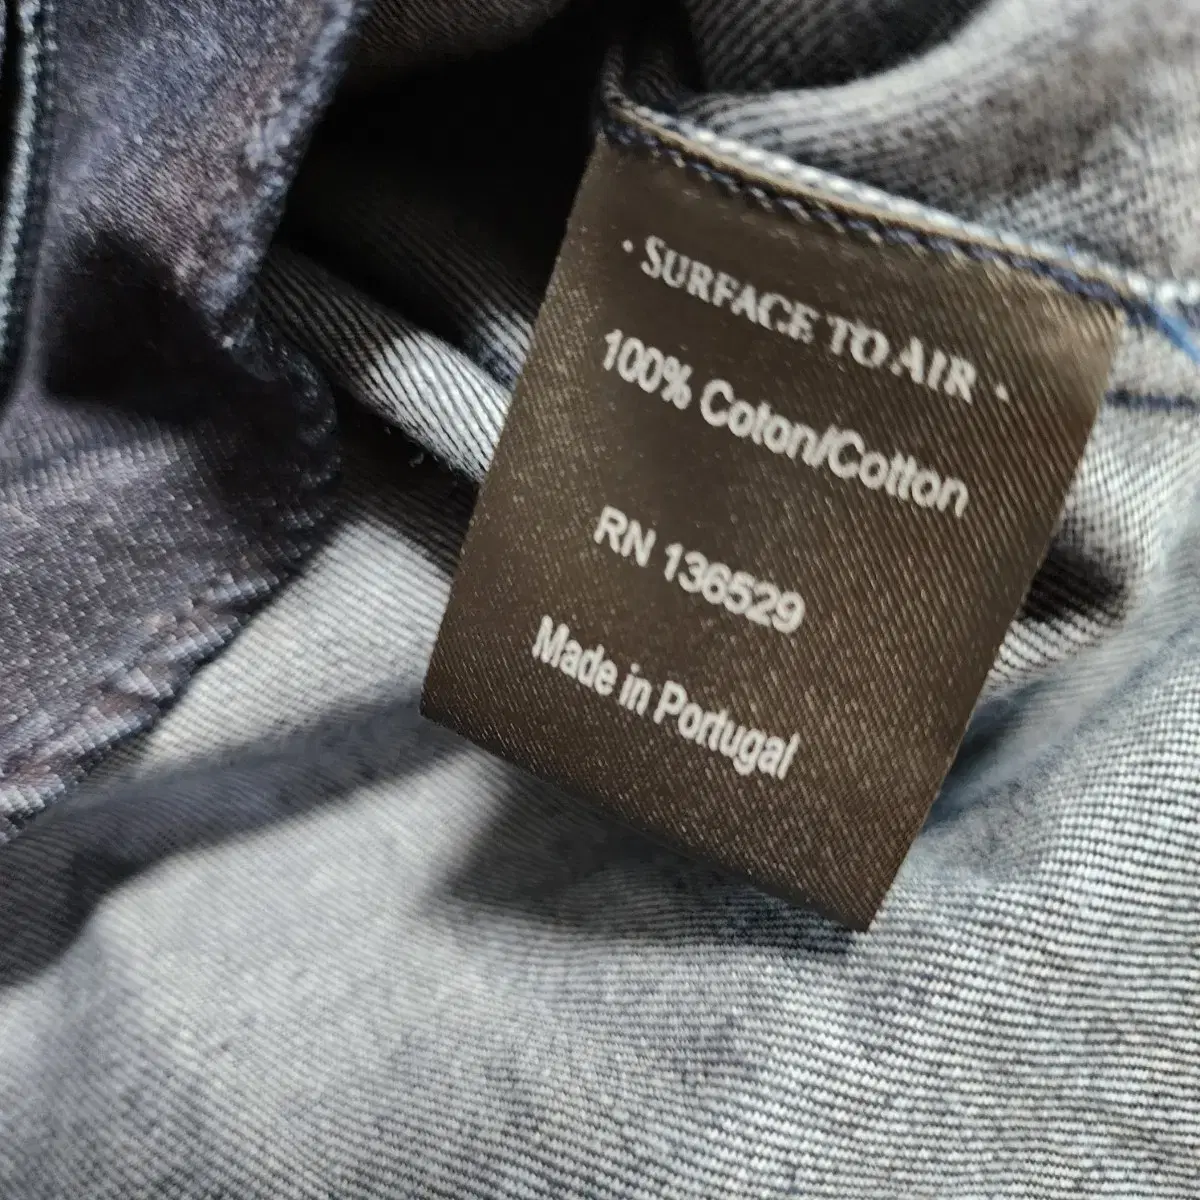 · SURFACE TO AIR ·
100% Coton/Cotton
RN 136529
Made in Portugal